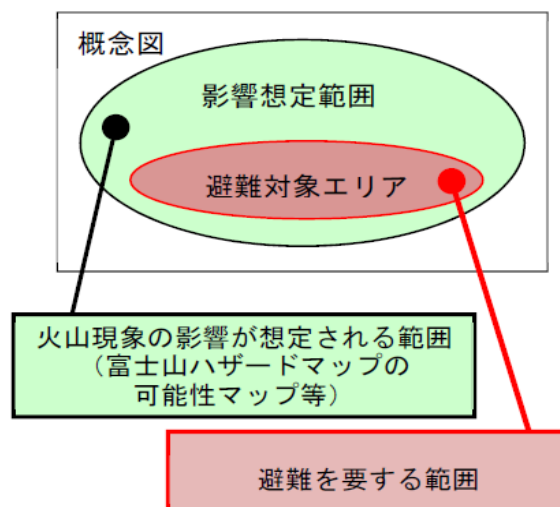 概念図
影響想定範囲
避難対象エリア
火山現象の影響が想定される範囲
（富士山ハザードマップの
可能性マップ等）
避難を要する範囲